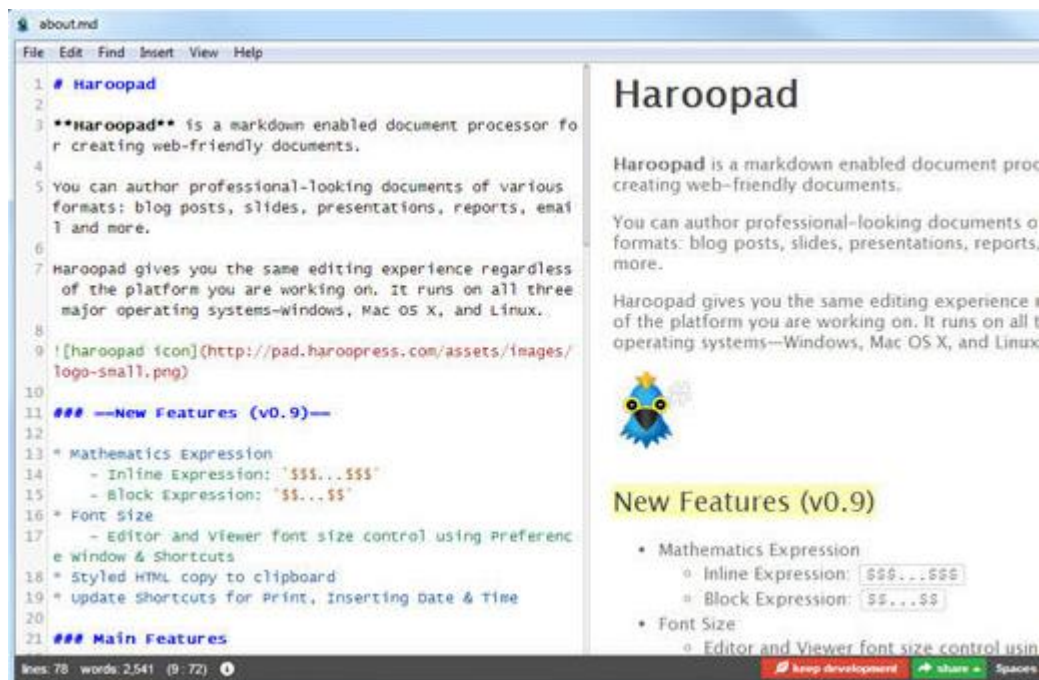 about.md
File Edit Find Insert View Help
1 # Haroopad
2
3 **Haroopad** is a markdown enabled document processor fo
r creating web-friendly documents.
4
5 You can author professional-looking documents of various
formats: blog posts, slides, presentations, reports, emai
l and more.
6
7 Haroopad gives you the same editing experience regardless
of the platform you are working on. It runs on all three
major operating systems—Windows, Mac OS X, and Linux.
8
9 ![haroopad icon](http://pad.haroopress.com/assets/images/
logo-small.png)
10
11 ### ==New Features (v0.9)==
12
13 * Mathematics Expression
14 - Inline Expression: `$$$...$$$`
15 - Block Expression: `$$...$$`
16 * Font Size
17 - Editor and Viewer font size control using Preferenc
e Window & Shortcuts
18 * Styled HTML copy to clipboard
19 * Update Shortcuts for Print, Inserting Date & Time
20
21 ### Main Features
lines: 78 words: 2,541 (9 : 72)
Haroopad
Haroopad is a markdown enabled document proc
creating web-friendly documents.
You can author professional-looking documents o
formats: blog posts, slides, presentations, reports,
more.
Haroopad gives you the same editing experience r
of the platform you are working on. It runs on all t
operating systems—Windows, Mac OS X, and Linux
#
New Features (v0.9)
• Mathematics Expression
◦ Inline Expression: $$$...$$$
◦ Block Expression: $$...$$
• Font Size
◦ Editor and Viewer font size control usin
keep development share Spaces